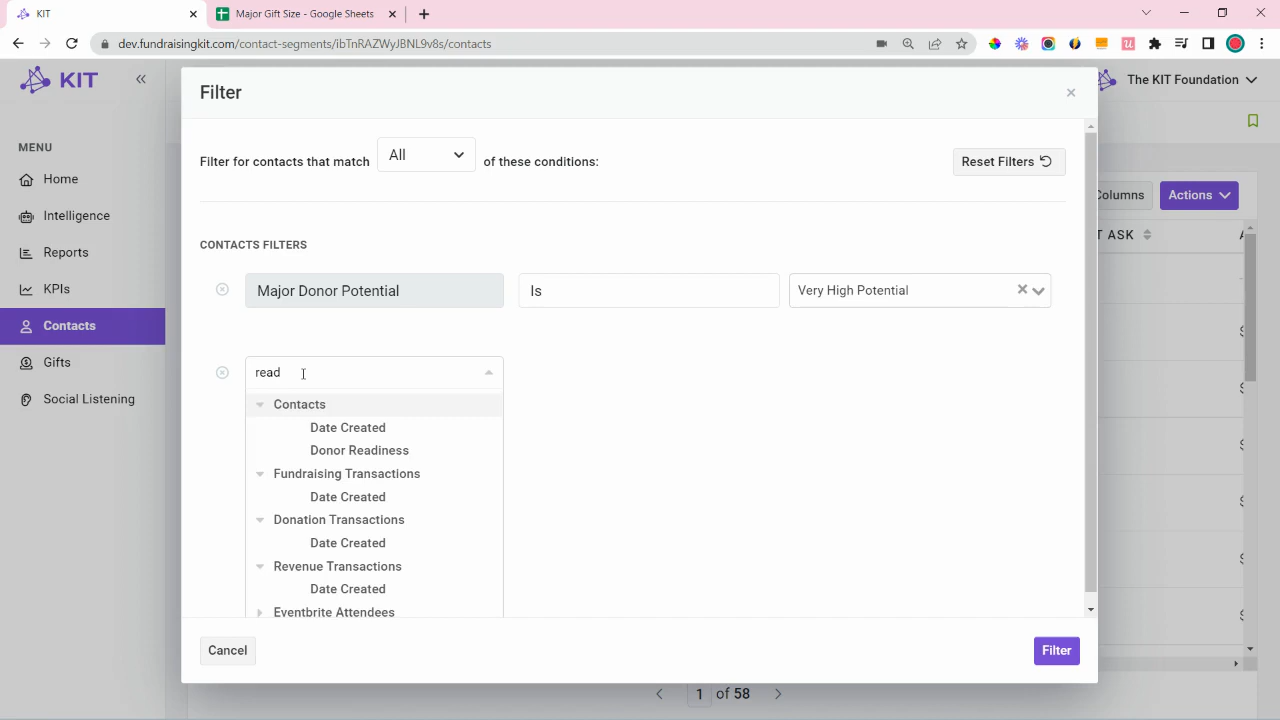 KIT
Major Gift Size - Google Sheets
dev.fundraisingkit.com/contact-segments/ibTnRAZWyJBNL9v8s/contacts
KIT
The KIT Foundation
Filter
MENU
Home
Intelligence
Reports
KPIs
Contacts
Gifts
Social Listening
Filter for contacts that match All of these conditions:
Reset Filters
Columns
Actions
T ASK
CONTACTS FILTERS
Major Donor Potential
Is
Very High Potential
read
Contacts
Date Created
Donor Readiness
Fundraising Transactions
Date Created
Donation Transactions
Date Created
Revenue Transactions
Date Created
Eventbrite Attendees
Cancel
Filter
1 of 58